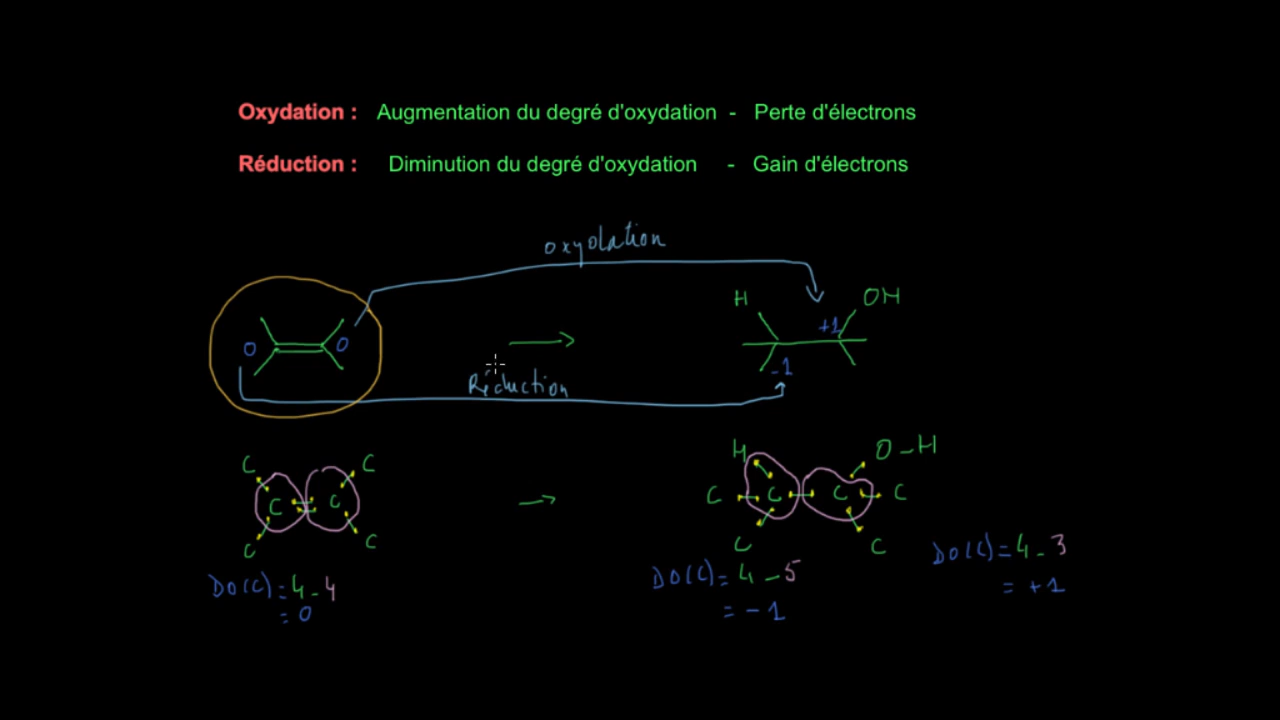 Oxydation : Augmentation du degré d'oxydation - Perte d'électrons
Réduction : Diminution du degré d'oxydation - Gain d'électrons
oxydation
H OH
+1
0 0
-1
Réduction
C C H O-H
C C C C C C
C C C C
DO(C)=4-4 DO(C)=4-5 DO(C)=4-3
=0 =-1 =+1